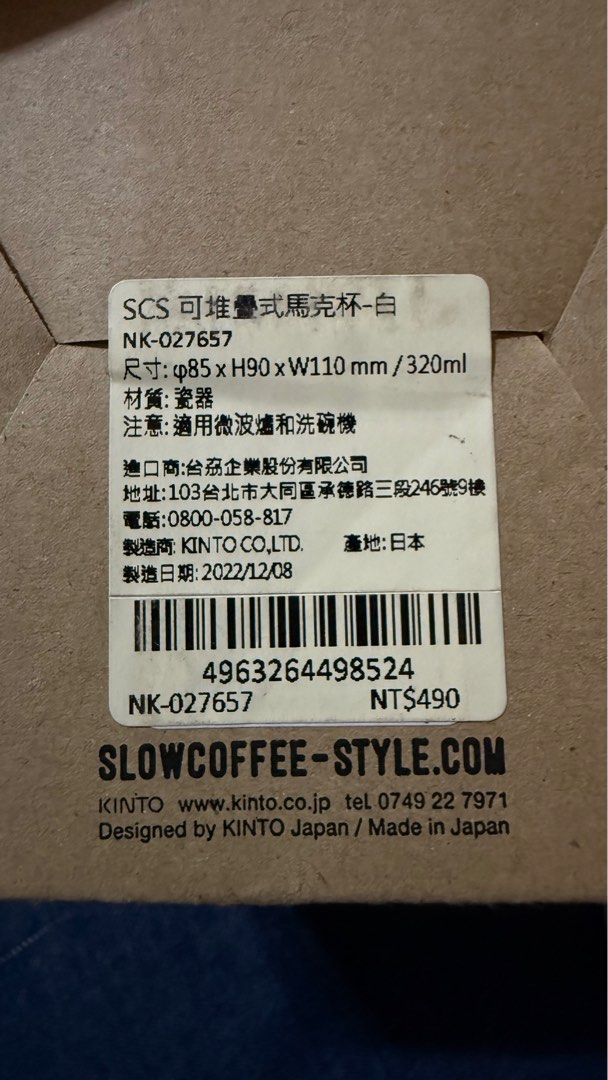 SCS 可堆疊式馬克杯-白
NK-027657
尺寸: φ85 x H90 x W110 mm / 320ml
材質: 瓷器
注意: 適用微波爐和洗碗機
進口商:台刕企業股份有限公司
地址:103台北市大同區承德路三段246號9樓
電話:0800-058-817
製造商: KINTO CO,LTD. 產地:日本
製造日期: 2022/12/08
4963264498524
NK-027657 NT$490
SLOWCOFFEE-STYLE.COM
KINTO www.kinto.co.jp tel. 0749 22 7971
Designed by KINTO Japan / Made in Japan